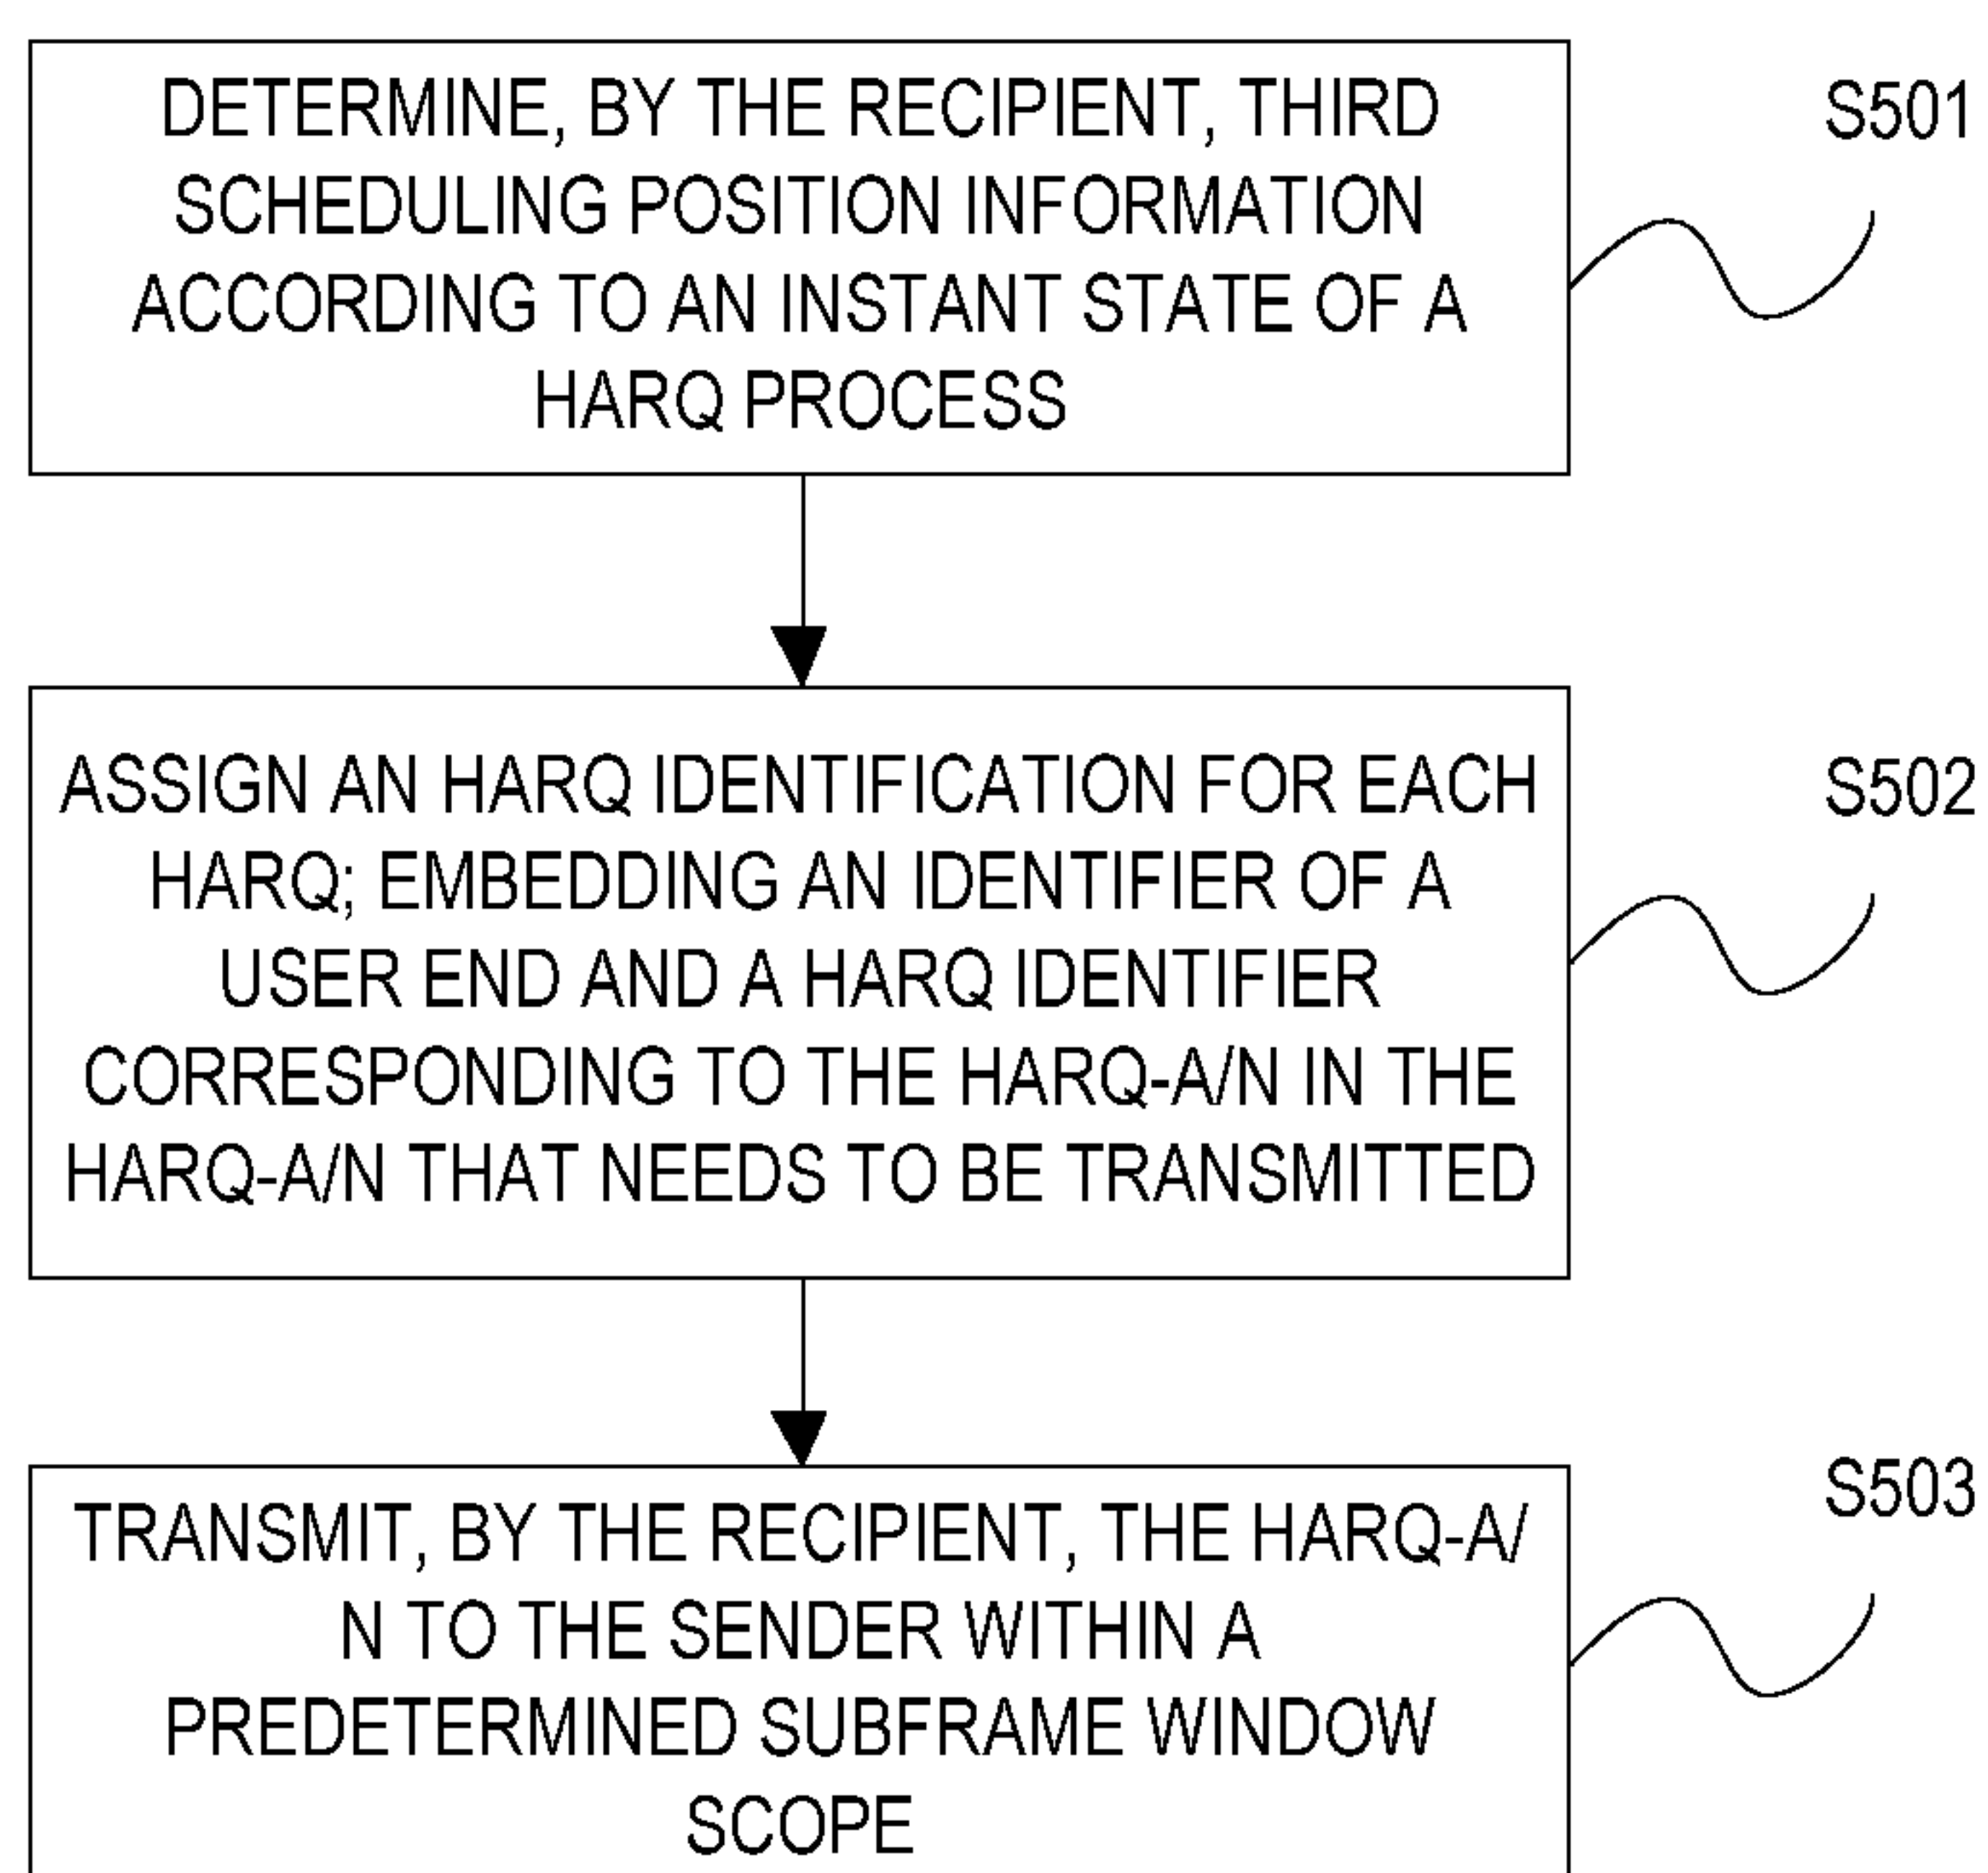 DETERMINE, BY THE RECIPIENT, THIRD
SCHEDULING POSITION INFORMATION
ACCORDING TO AN INSTANT STATE OF A
HARQ PROCESS
S501
ASSIGN AN HARQ IDENTIFICATION FOR EACH
HARQ; EMBEDDING AN IDENTIFIER OF A
USER END AND A HARQ IDENTIFIER
CORRESPONDING TO THE HARQ-A/N IN THE
HARQ-A/N THAT NEEDS TO BE TRANSMITTED
S502
TRANSMIT, BY THE RECIPIENT, THE HARQ-A/
N TO THE SENDER WITHIN A
PREDETERMINED SUBFRAME WINDOW
SCOPE
S503